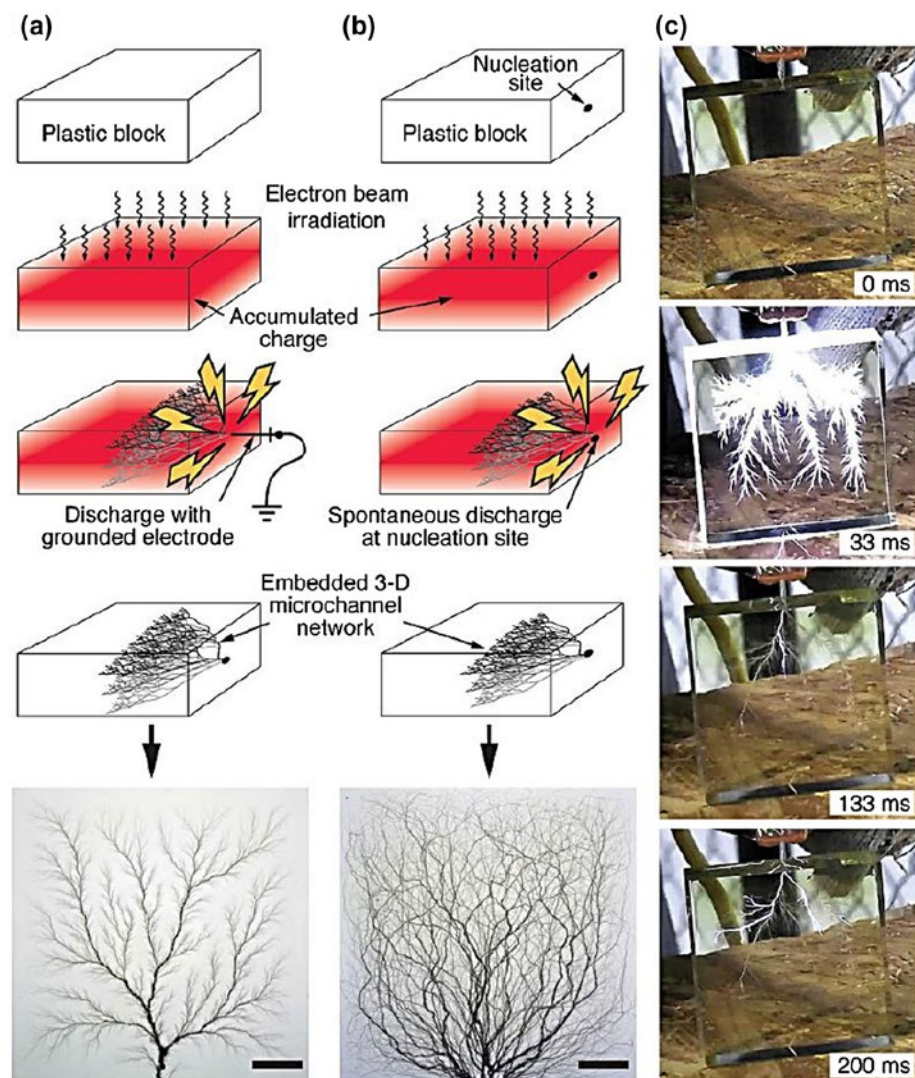 (a)
(b)
(c)
Plastic block
Nucleation
site
Plastic block
Electron beam
irradiation
Accumulated
charge
Discharge with
grounded electrode
Spontaneous discharge
at nucleation site
Embedded 3-D
microchannel
network
0 ms
33 ms
133 ms
200 ms